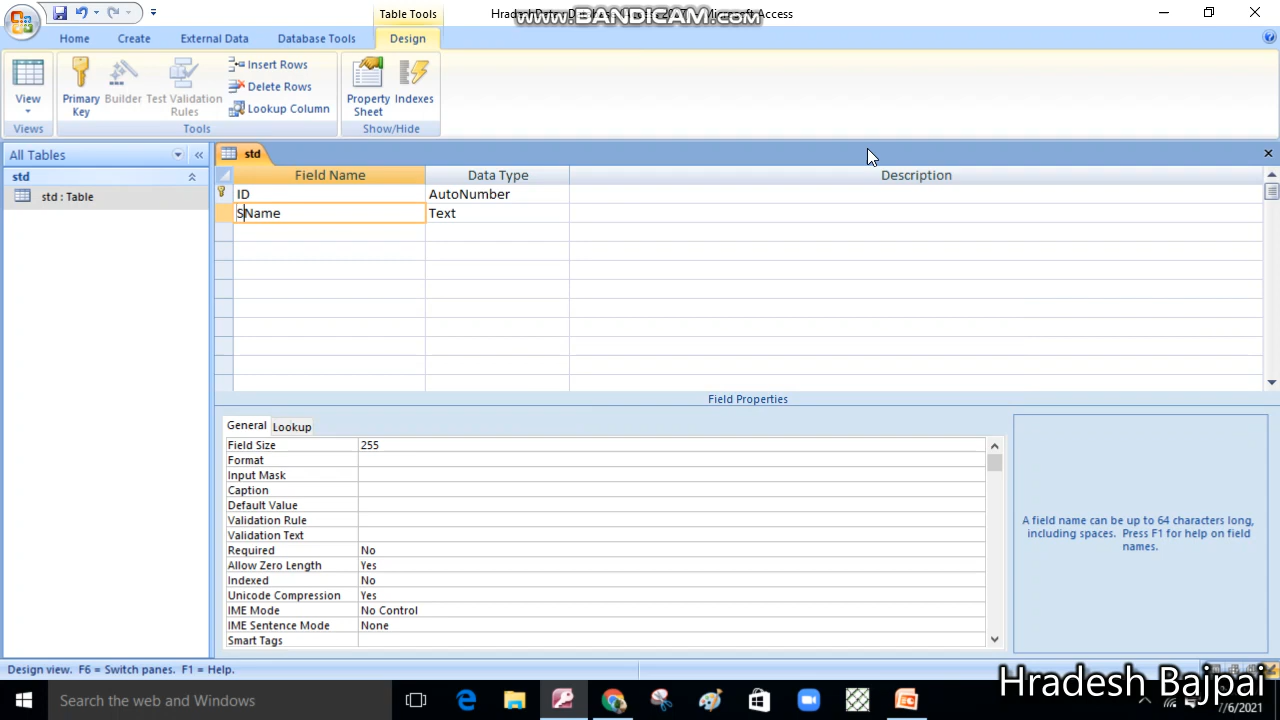 Table Tools
Hradesh
Microsoft Access
www.BANDICAM.com
Home
Create
External Data
Database Tools
Design
View
Primary
Key
Builder
Test Validation
Rules
Insert Rows
Delete Rows
Lookup Column
Property
Sheet
Indexes
Views
Tools
Show/Hide
All Tables
std
std : Table
std
Field Name
Data Type
Description
ID
AutoNumber
SName
Text
Field Properties
General
Lookup
Field Size
255
Format
Input Mask
Caption
Default Value
Validation Rule
Validation Text
Required
No
Allow Zero Length
Yes
Indexed
No
Unicode Compression
Yes
IME Mode
No Control
IME Sentence Mode
None
Smart Tags
A field name can be up to 64 characters long,
including spaces. Press F1 for help on field
names.
Design view. F6 = Switch panes. F1 = Help.
Search the web and Windows
Hradesh Bajpai
7/6/2021